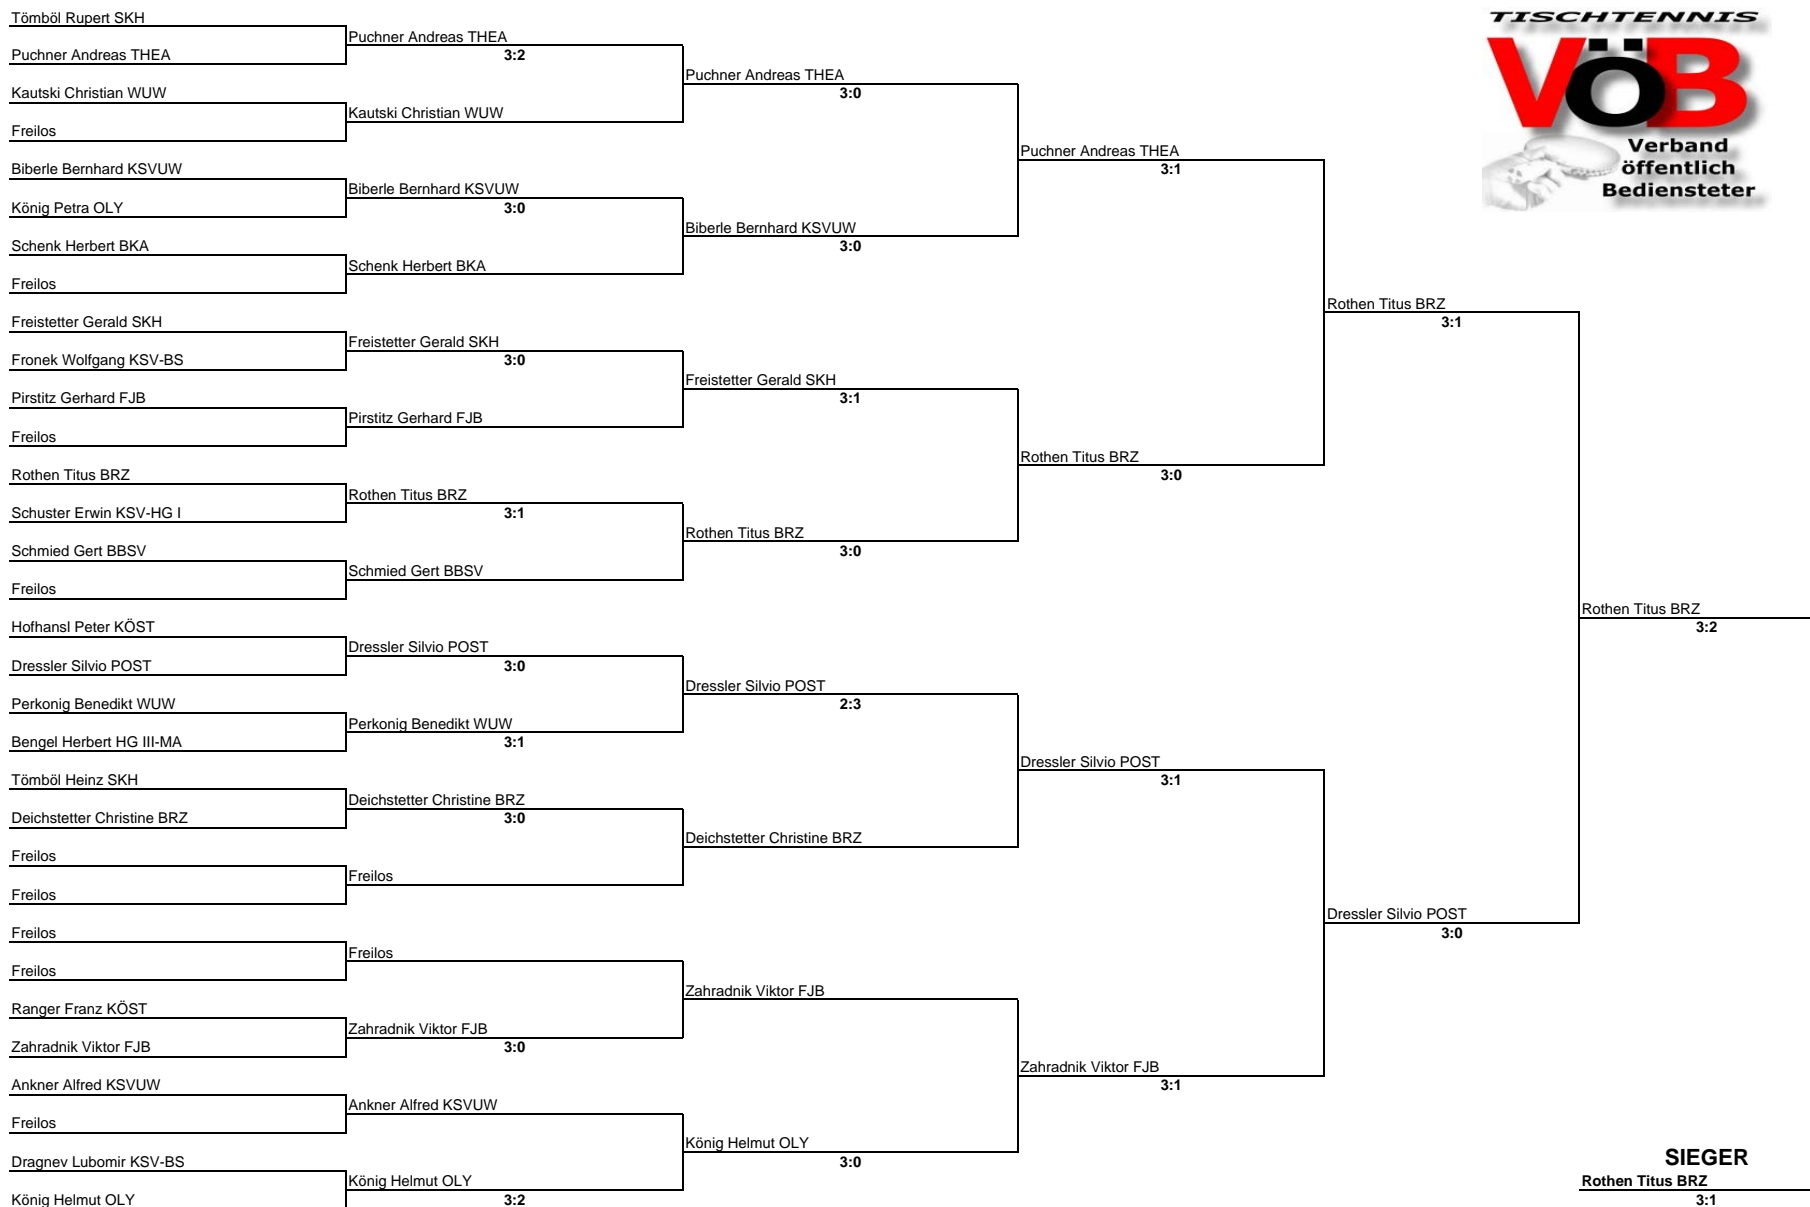 TISCHTENNIS
VöB
Verband
öffentlich
Bediensteter
Tömböl Rupert SKH
Puchner Andreas THEA
Kautski Christian WUW
Freilos
Biberle Bernhard KSVUW
König Petra OLY
Schenk Herbert BKA
Freilos
Freistetter Gerald SKH
Fronek Wolfgang KSV-BS
Pirstitz Gerhard FJB
Freilos
Rothen Titus BRZ
Schuster Erwin KSV-HG I
Schmied Gert BBSV
Freilos
Hofhansl Peter KÖST
Dressler Silvio POST
Perkonig Benedikt WUW
Bengel Herbert HG III-MA
Tömböl Heinz SKH
Deichstetter Christine BRZ
Freilos
Freilos
Freilos
Freilos
Ranger Franz KÖST
Zahradnik Viktor FJB
Ankner Alfred KSVUW
Freilos
Dragnev Lubomir KSV-BS
König Helmut OLY
Puchner Andreas THEA
3:2
Kautski Christian WUW
Biberle Bernhard KSVUW
3:0
Schenk Herbert BKA
Freistetter Gerald SKH
3:0
Pirstitz Gerhard FJB
Rothen Titus BRZ
3:1
Schmied Gert BBSV
Dressler Silvio POST
3:0
Perkonig Benedikt WUW
3:1
Deichstetter Christine BRZ
3:0
Freilos
Freilos
Zahradnik Viktor FJB
3:0
Ankner Alfred KSVUW
König Helmut OLY
3:2
Puchner Andreas THEA
3:0
Biberle Bernhard KSVUW
3:0
Freistetter Gerald SKH
3:1
Rothen Titus BRZ
3:0
Dressler Silvio POST
2:3
Deichstetter Christine BRZ
Zahradnik Viktor FJB
König Helmut OLY
3:0
Puchner Andreas THEA
3:1
Rothen Titus BRZ
3:0
Dressler Silvio POST
3:1
Zahradnik Viktor FJB
3:1
Rothen Titus BRZ
3:1
Dressler Silvio POST
3:0
Rothen Titus BRZ
3:2
SIEGER
Rothen Titus BRZ
3:1